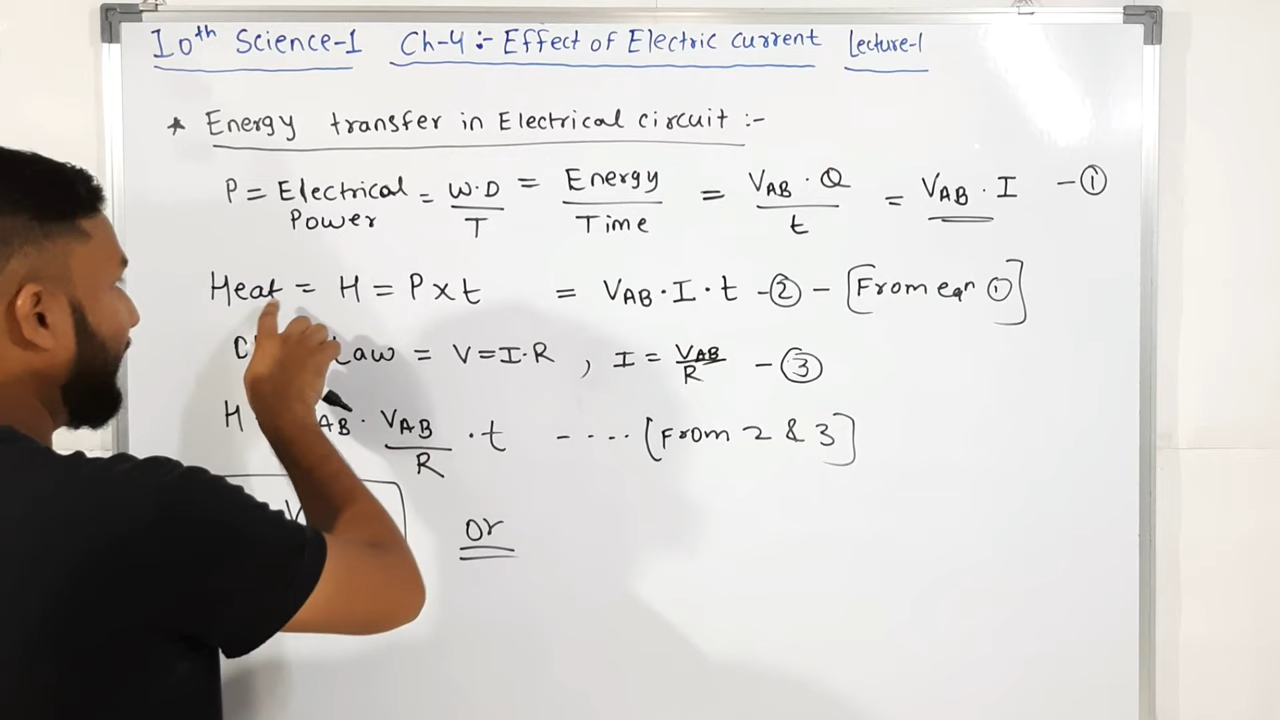 10th Science-1 Ch-4 :- Effect of Electric current Lecture-1
* Energy transfer in Electrical circuit :-
P = Electrical Power = W.D / T = Energy / Time = VAB . Q / t = VAB . I - ①
Heat = H = P x t = VAB . I . t - ② - [From eqn ①]
Law = V = I.R , I = VAB / R - ③
H VAB / R . t - .... [From 2 & 3]
V or